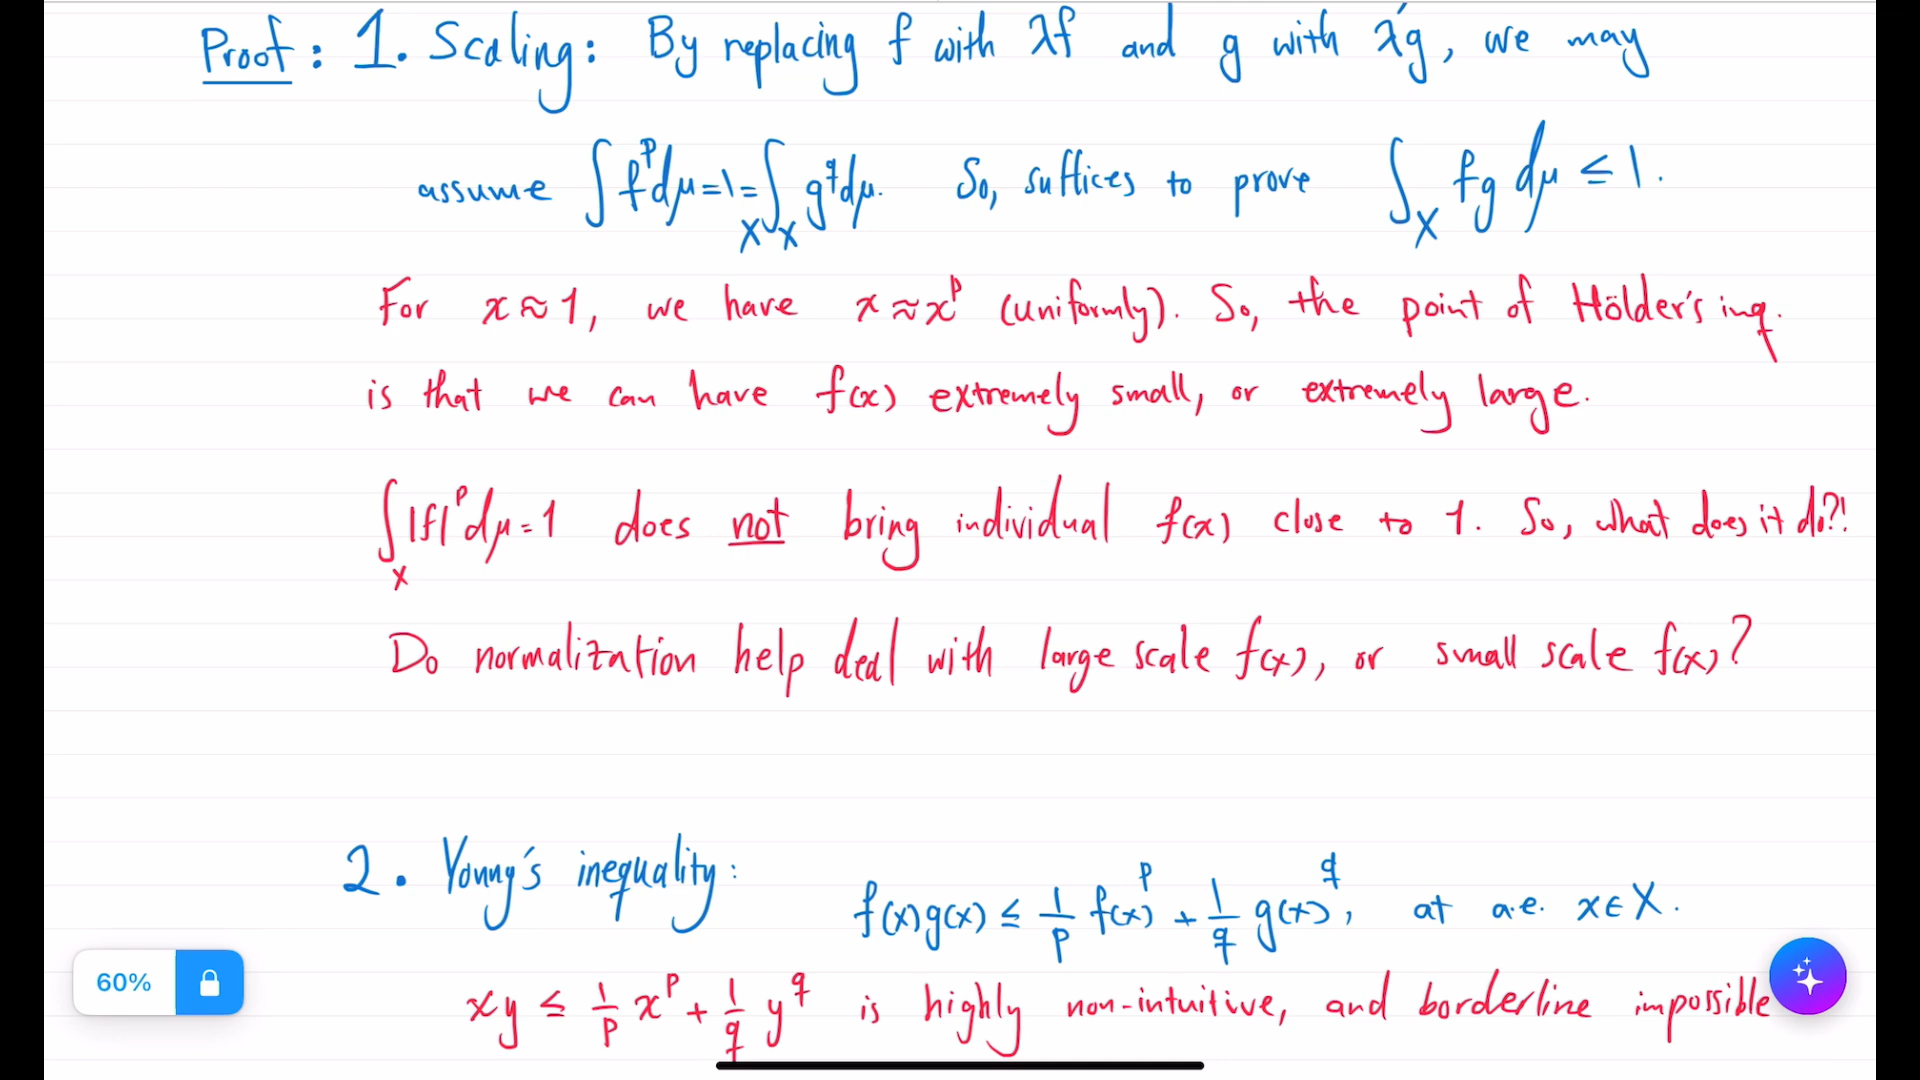 Proof: 1. Scaling: By replacing f with λf and g with λ'g, we may
assume ∫_X f^p dμ = 1 = ∫_X g^q dμ. So, suffices to prove ∫_X fg dμ ≤ 1.
For x ≈ 1, we have x ≈ x^p (uniformly). So, the point of Hölder's inq.
is that we can have f(x) extremely small, or extremely large.
∫_X |f|^p dμ = 1 does not bring individual f(x) close to 1. So, what does it do?!
Do normalization help deal with large scale f(x), or small scale f(x)?
2. Young's inequality: f(x)g(x) ≤ 1/p f(x)^p + 1/q g(x)^q, at a.e. x ∈ X.
xy ≤ 1/p x^p + 1/q y^q is highly non-intuitive, and borderline impossible
60%